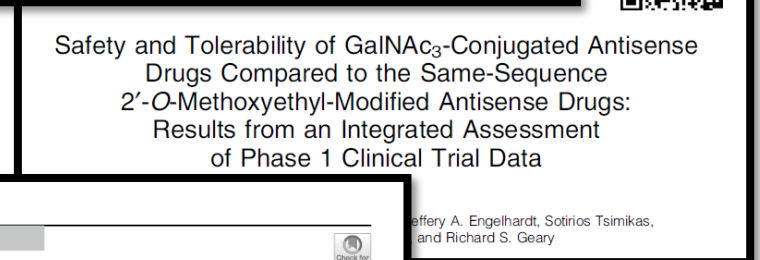 Safety and Tolerability of GalNAc3-Conjugated Antisense
Drugs Compared to the Same-Sequence
2′-O-Methoxyethyl-Modified Antisense Drugs:
Results from an Integrated Assessment
of Phase 1 Clinical Trial Data
A. Engelhardt, Sotirios Tsimikas,
and Richard S. Geary
Check for